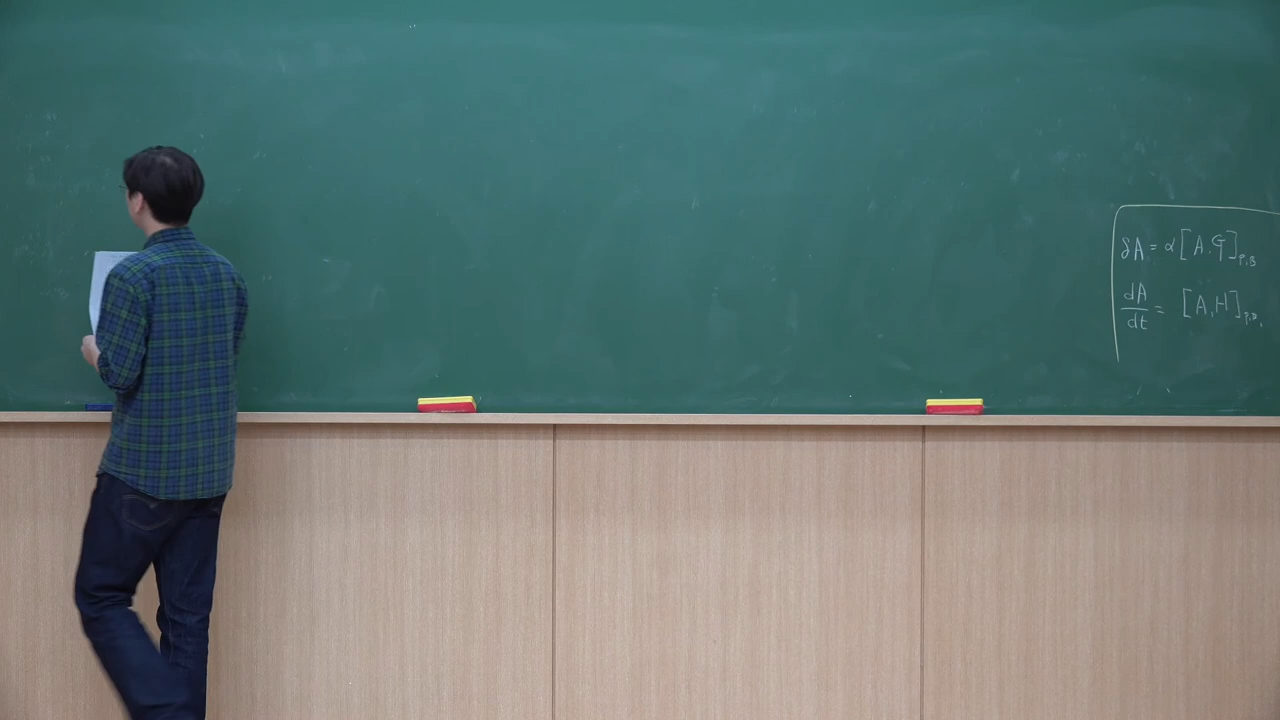 δA = α[A,G]P.B
dA/dt = [A,H]P.B.